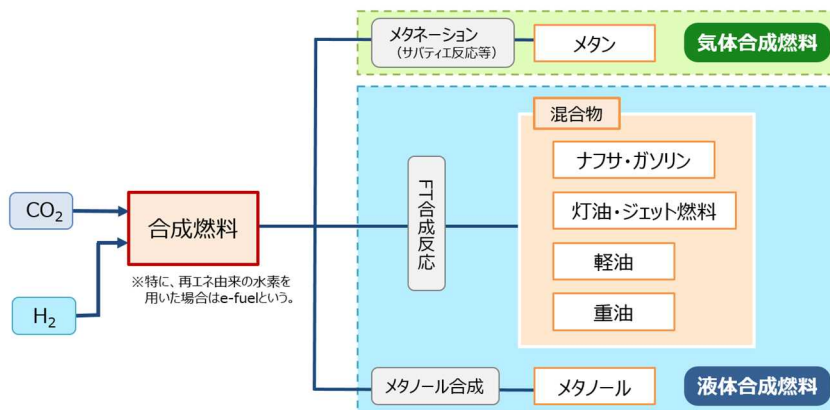 メタネーション
（サバティエ反応等）
メタン
気体合成燃料
混合物
ナフサ・ガソリン
灯油・ジェット燃料
軽油
重油
FT合成反応
CO₂
H₂
合成燃料
※特に、再エネ由来の水素を
用いた場合はe-fuelという。
メタノール合成
メタノール
液体合成燃料